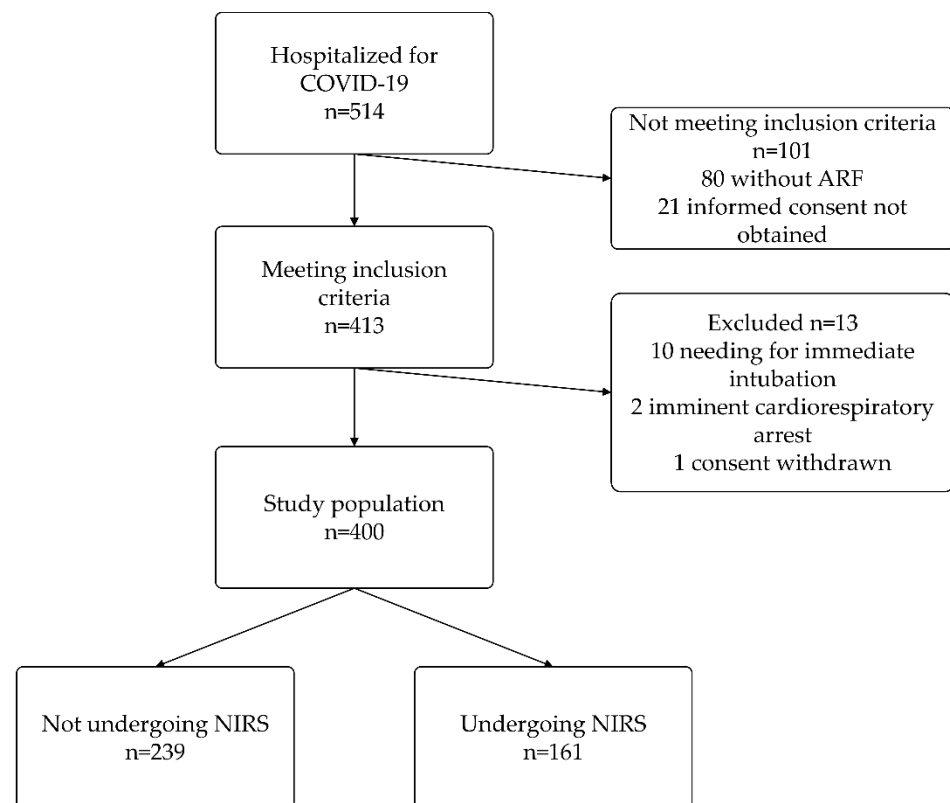 Hospitalized for
COVID-19
n=514
Not meeting inclusion criteria
n=101
80 without ARF
21 informed consent not
obtained
Meeting inclusion
criteria
n=413
Excluded n=13
10 needing for immediate
intubation
2 imminent cardiorespiratory
arrest
1 consent withdrawn
Study population
n=400
Not undergoing NIRS
n=239
Undergoing NIRS
n=161